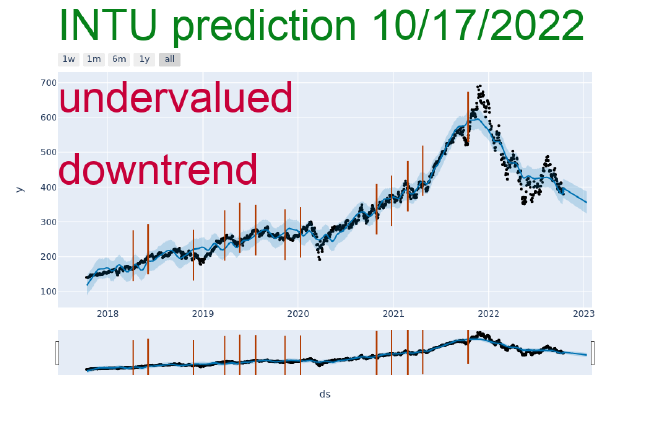 INTU prediction 10/17/2022
1w 1m 6m 1y all
700
undervalued
600
500
downtrend
400
y
300
200
100
2018 2019 2020 2021 2022 2023
ds